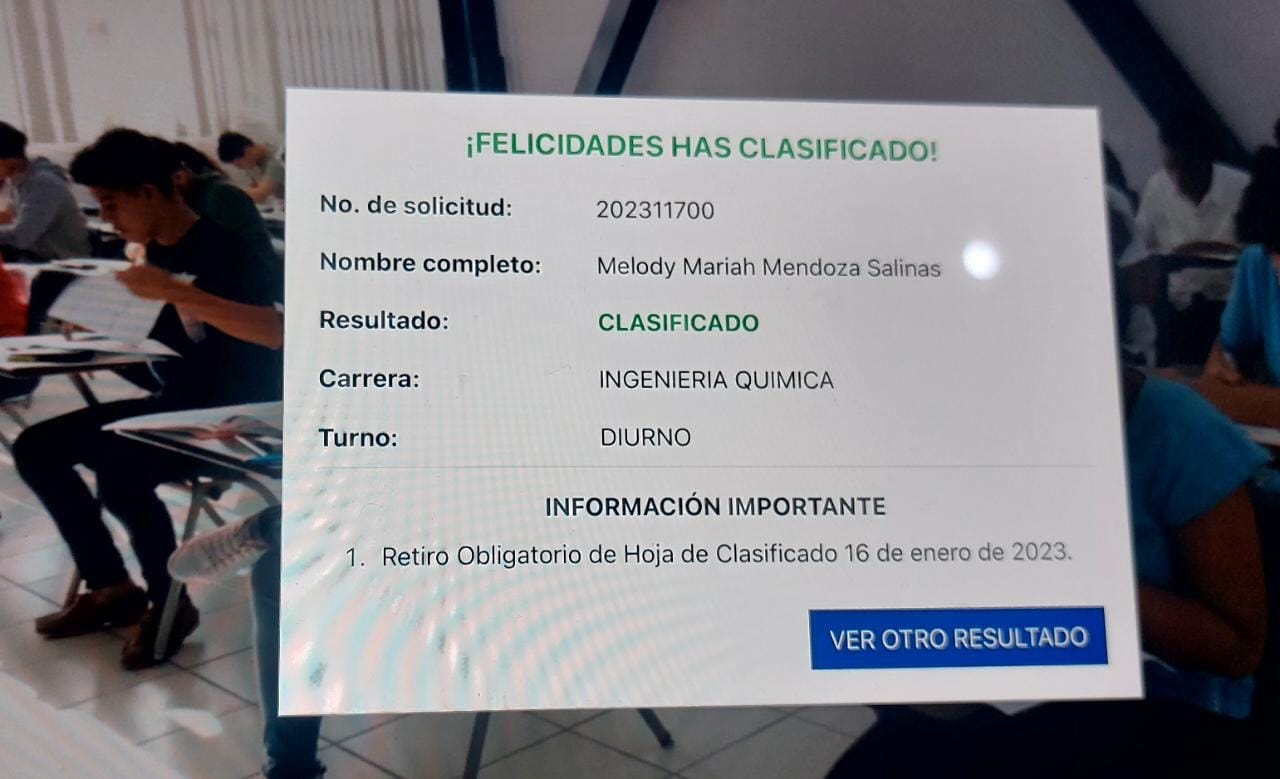 ¡FELICIDADES HAS CLASIFICADO!
No. de solicitud: 202311700
Nombre completo: Melody Mariah Mendoza Salinas
Resultado: CLASIFICADO
Carrera: INGENIERIA QUIMICA
Turno: DIURNO
INFORMACIÓN IMPORTANTE
1. Retiro Obligatorio de Hoja de Clasificado 16 de enero de 2023.
VER OTRO RESULTADO